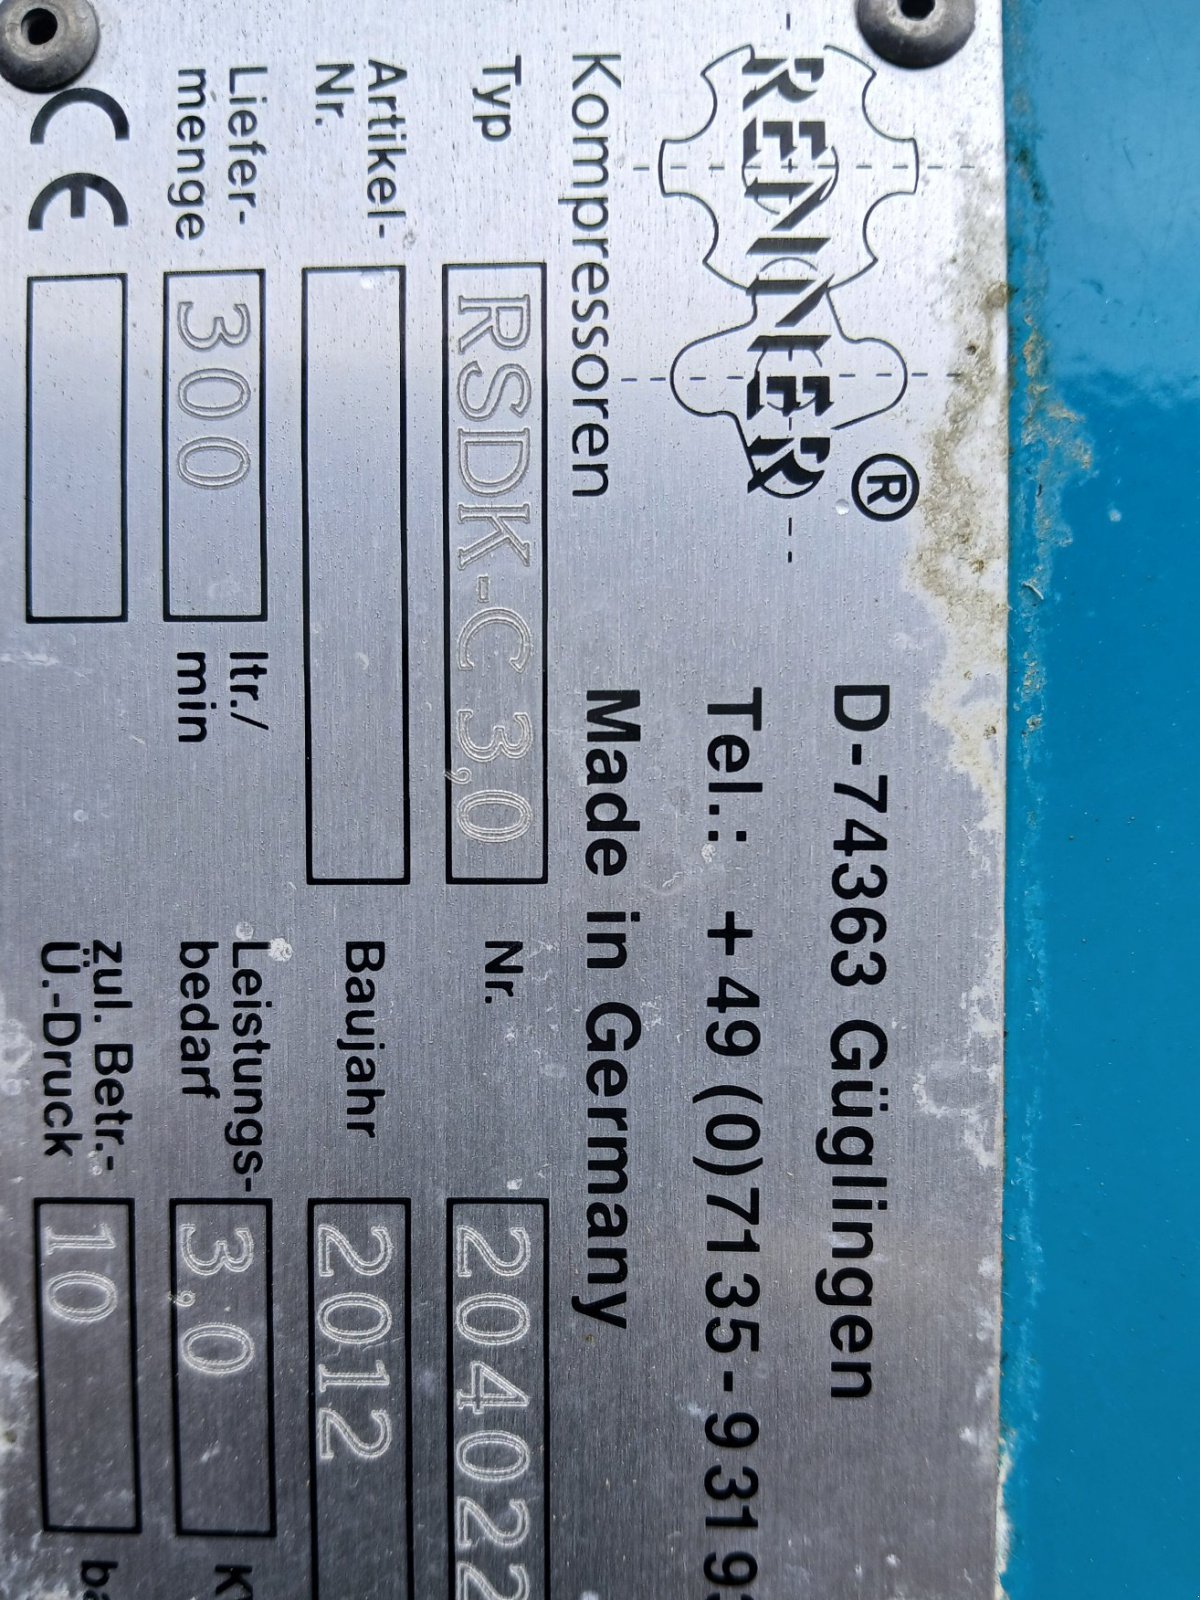 RENNER®
Kompressoren
D-74363 Güglingen
Tel.: +49 (0)7135-9319
Made in Germany
Typ RSDK-C 3,0 Nr. 204022
Artikel-
Nr.
Baujahr 2012
Liefer-
menge 300 ltr./
min
Leistungs-
bedarf 3,0
CE
zul. Betr.-
Ü.-Druck 10